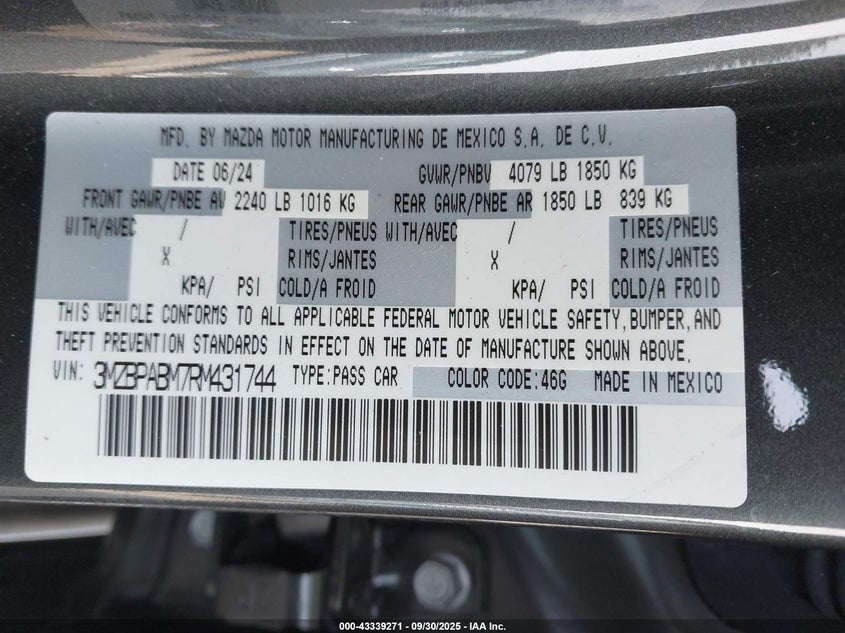 MFD. BY MAZDA MOTOR MANUFACTURING DE MEXICO S.A. DE C.V.
DATE 06/24 GVWR/PNBV 4079 LB 1850 KG
FRONT GAWR/PNBE AV 2240 LB 1016 KG REAR GAWR/PNBE AR 1850 LB 839 KG
WITH/AVEC / TIRES/PNEUS WITH/AVEC / TIRES/PNEUS
X RIMS/JANTES X RIMS/JANTES
KPA/ PSI COLD/A FROID KPA/ PSI COLD/A FROID
THIS VEHICLE CONFORMS TO ALL APPLICABLE FEDERAL MOTOR VEHICLE SAFETY, BUMPER, AND
THEFT PREVENTION STANDARDS IN EFFECT ON THE DATE OF MANUFACTURE SHOWN ABOVE.
VIN: 3MZBPABM7RM431744 TYPE:PASS CAR COLOR CODE:46G MADE IN MEXICO
000-43339271 - 09/30/2025 - IAA Inc.